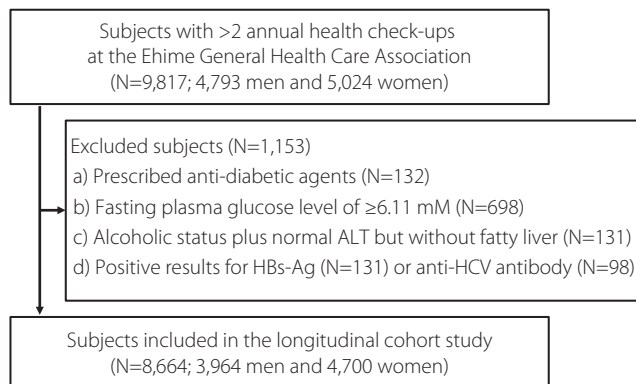 Subjects with >2 annual health check-ups
at the Ehime General Health Care Association
(N=9,817; 4,793 men and 5,024 women)
Excluded subjects (N=1,153)
a) Prescribed anti-diabetic agents (N=132)
b) Fasting plasma glucose level of ≥6.11 mM (N=698)
c) Alcoholic status plus normal ALT but without fatty liver (N=131)
d) Positive results for HBs-Ag (N=131) or anti-HCV antibody (N=98)
Subjects included in the longitudinal cohort study
(N=8,664; 3,964 men and 4,700 women)